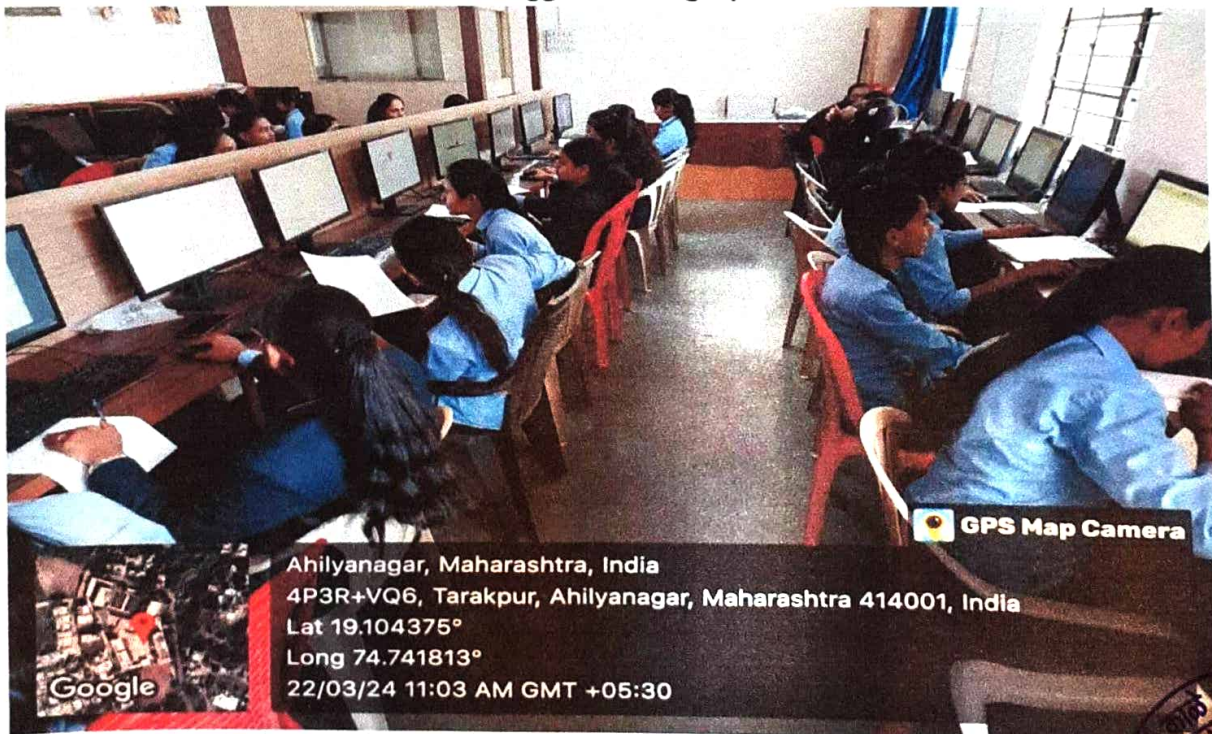 GPS Map Camera
Ahilyanagar, Maharashtra, India
4P3R+VQ6, Tarakpur, Ahilyanagar, Maharashtra 414001, India
Lat 19.104375°
Long 74.741813°
22/03/24 11:03 AM GMT +05:30
Google